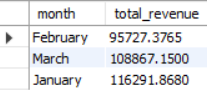 month total_revenue
February 95727.3765
March 108867.1500
January 116291.8680